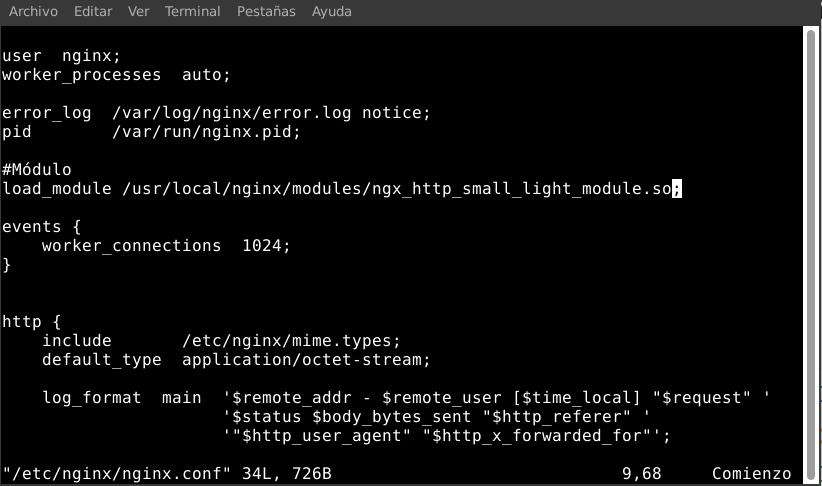 Archivo Editar Ver Terminal Pestañas Ayuda
user  nginx;
worker_processes  auto;
error_log  /var/log/nginx/error.log notice;
pid        /var/run/nginx.pid;
#Módulo
load_module /usr/local/nginx/modules/ngx_http_small_light_module.so;
events {
    worker_connections  1024;
}
http {
    include       /etc/nginx/mime.types;
    default_type  application/octet-stream;
    log_format  main  '$remote_addr - $remote_user [$time_local] "$request" '
                      '$status $body_bytes_sent "$http_referer" '
                      '"$http_user_agent" "$http_x_forwarded_for"';
"/etc/nginx/nginx.conf" 34L, 726B 9,68 Comienzo